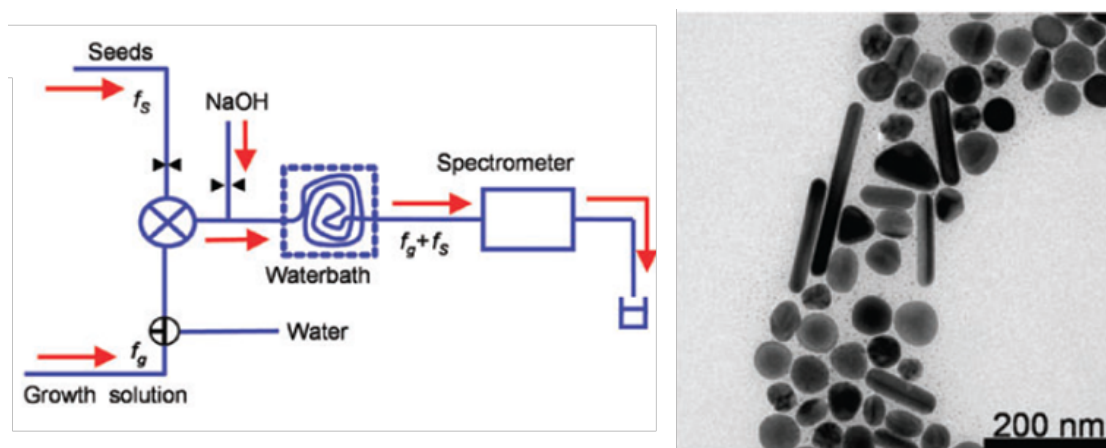 Seeds
fs
NaOH
Spectrometer
fg+fs
Waterbath
Water
fg
Growth solution
200 nm